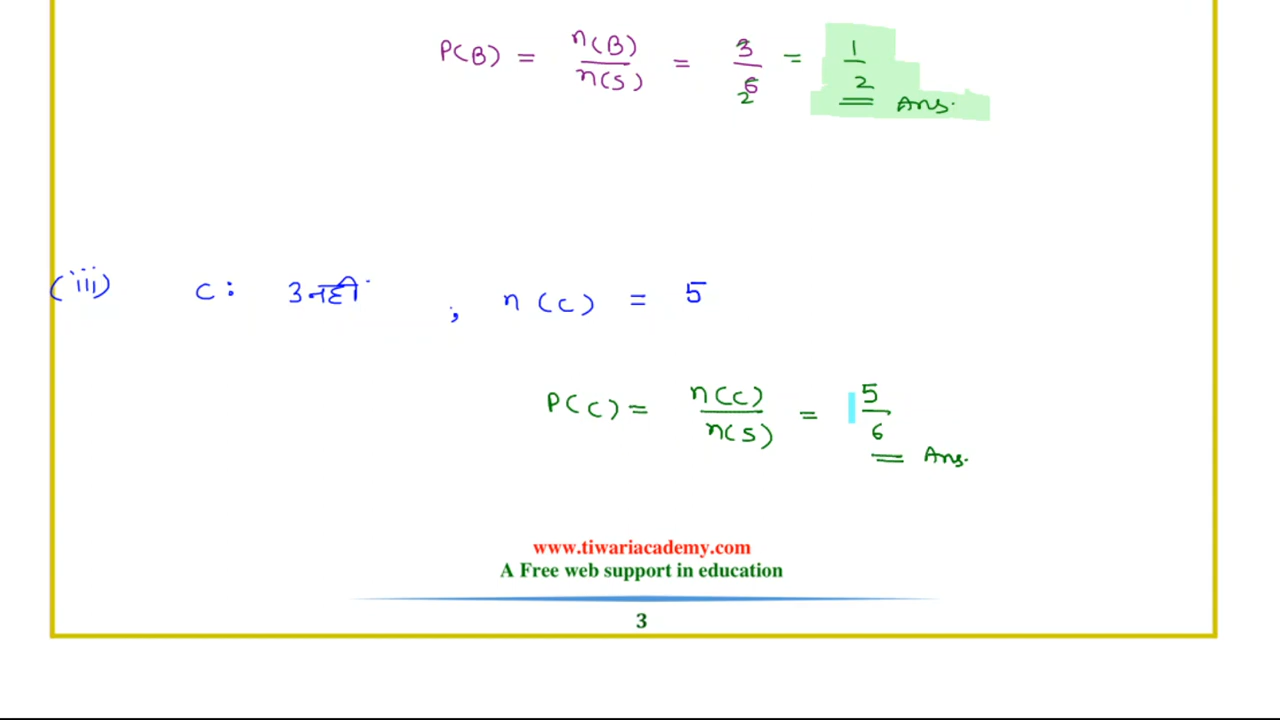 P(B) = n(B)/n(S) = 3/6 2 = 1/2 Ans.
(iii) C: 3 नहीं , n(C) = 5
P(C) = n(C)/n(S) = 5/6 Ans.
www.tiwariacademy.com
A Free web support in education
3